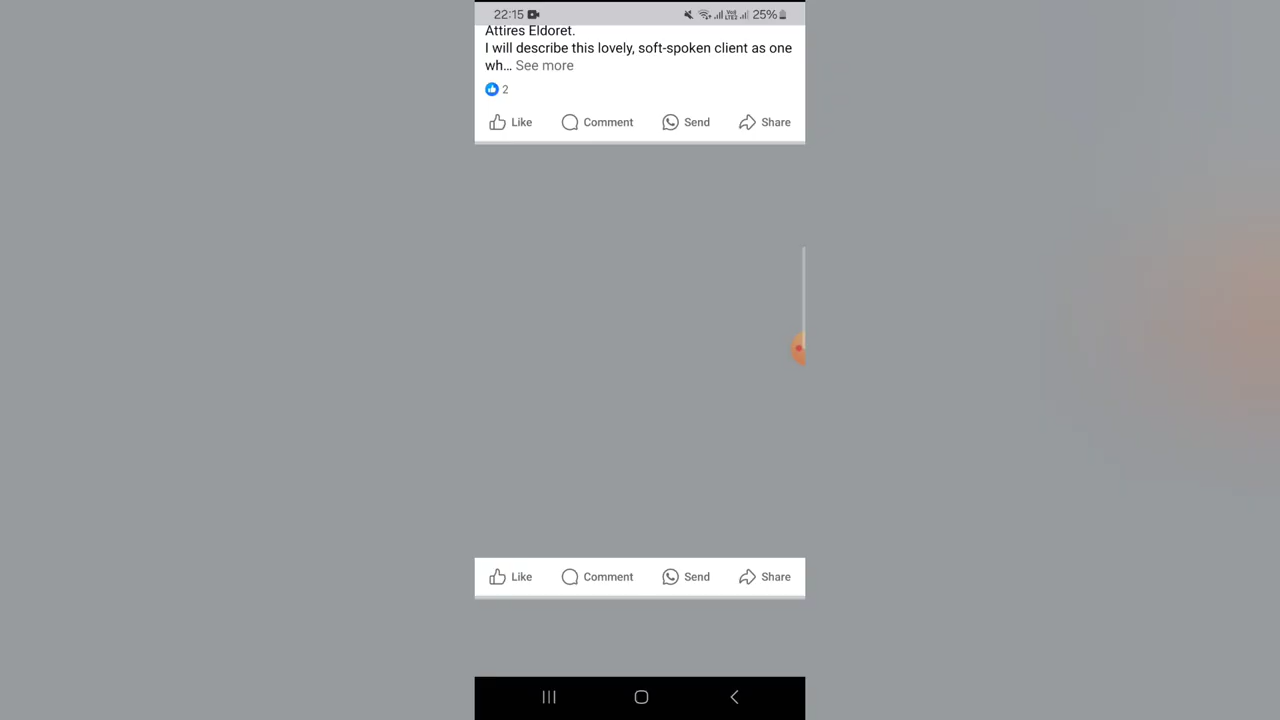 22:15 25%
Attires Eldoret.
I will describe this lovely, soft-spoken client as one
wh... See more
2
Like Comment Send Share
Like Comment Send Share